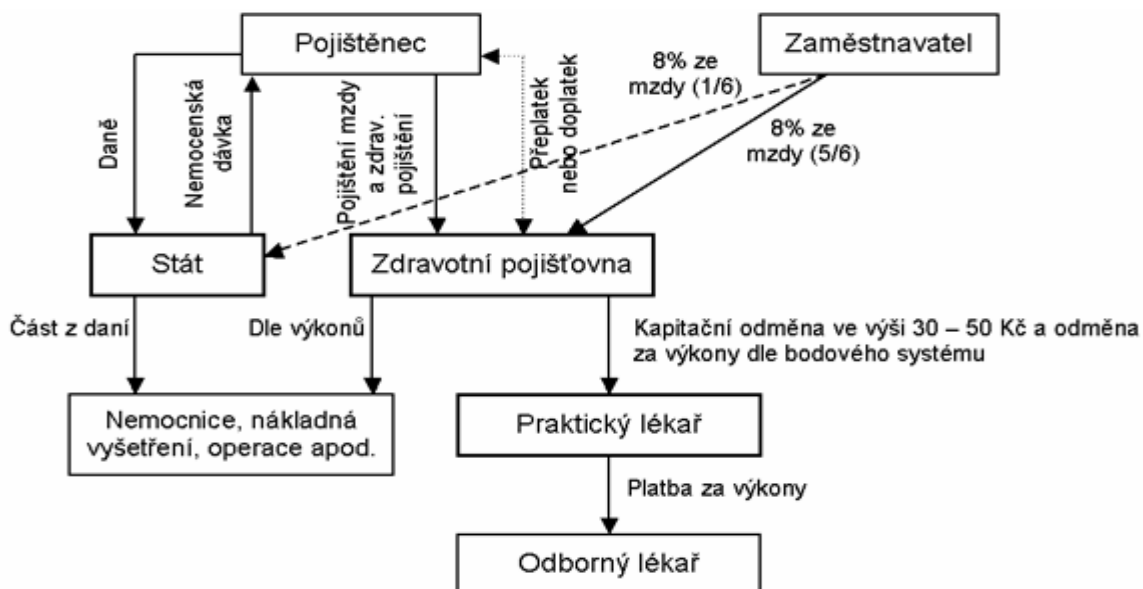 Pojištěnec
Zaměstnavatel
8% ze
mzdy (1/6)
8% ze
mzdy (5/6)
Daně
Nemocenská
dávka
Pojištění mzdy
a zdrav.
pojištění
Přeplatek
nebo doplatek
Stát
Zdravotní pojišťovna
Část z daní
Dle výkonů
Kapitační odměna ve výši 30 – 50 Kč a odměna
za výkony dle bodového systému
Nemocnice, nákladná
vyšetření, operace apod.
Praktický lékař
Platba za výkony
Odborný lékař